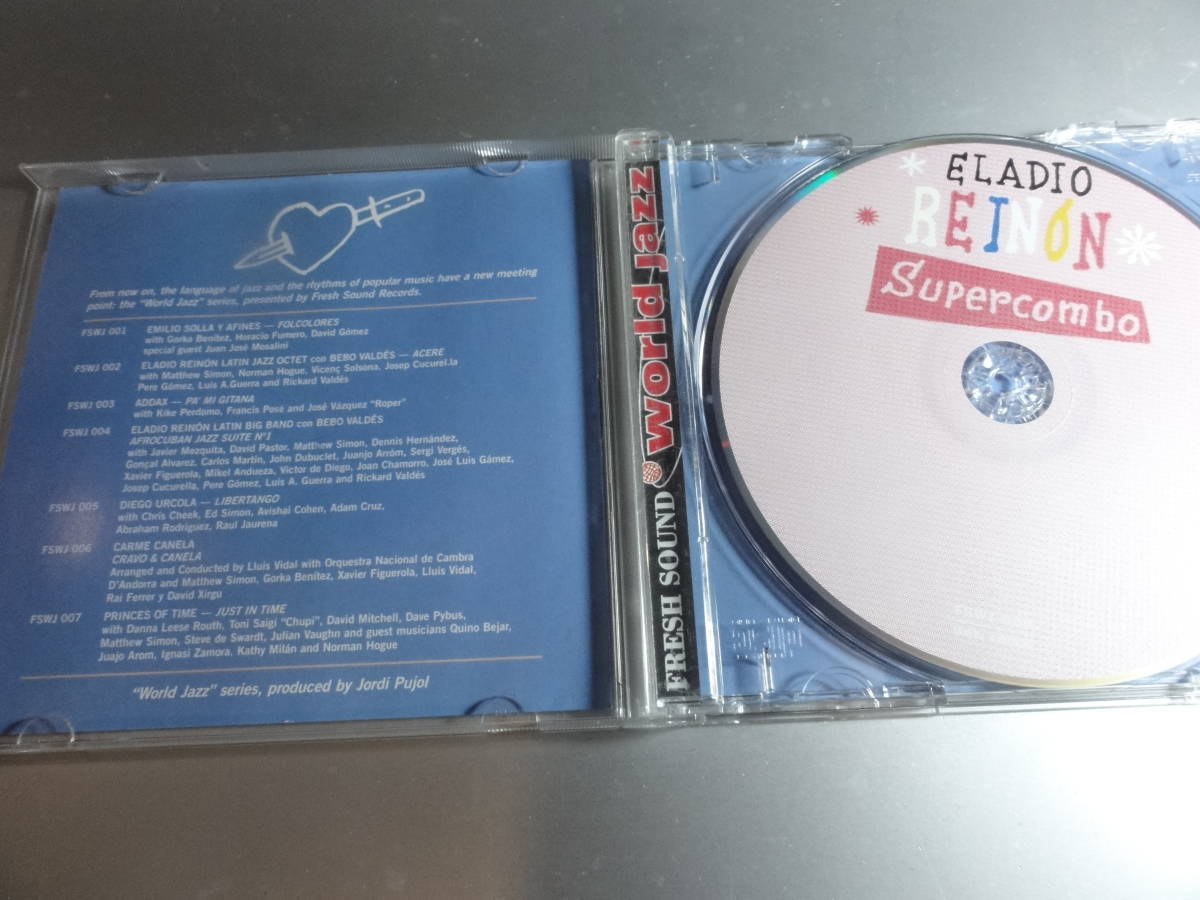 From now on, the language of jazz and the rhythms of popular music have a new meeting
point: the "World Jazz" series, presented by Fresh Sound Records.
FSWJ 001 EMILIO SOLLA Y AFINES — FOLCOLORES
with Gorka Benítez, Horacio Fumero, David Gómez
special guest Juan José Mosalini
FSWJ 002 ELADIO REINÓN LATIN JAZZ OCTET con BEBO VALDÉS — ACERE
with Matthew Simon, Norman Hogue, Vicenç Solsona, Josep Cucurel.la
Pere Gómez, Luis A.Guerra and Rickard Valdés
FSWJ 003 ADDAX — PA' MI GITANA
with Kike Perdomo, Francis Posé and José Vázquez "Roper"
FSWJ 004 ELADIO REINÓN LATIN BIG BAND con BEBO VALDÉS
AFROCUBAN JAZZ SUITE Nº1
with Javier Mezquita, David Pastor, Matthew Simon, Dennis Hernández,
Gonçal Alvarez, Carlos Martín, John Dubuclet, Juanjo Arróm, Sergi Vergés,
Xavier Figuerola, Mikel Andueza, Victor de Diego, Joan Chamorro, José Luis Gámez,
Josep Cucurella, Pere Gómez, Luis A. Guerra and Rickard Valdés
FSWJ 005 DIEGO URCOLA — LIBERTANGO
with Chris Cheek, Ed Simon, Avishai Cohen, Adam Cruz,
Abraham Rodríguez, Raul Jaurena
FSWJ 006 CARME CANELA
CRAVO & CANELA
Arranged and Conducted by Lluís Vidal with Orquestra Nacional de Cambra
D'Andorra and Matthew Simon, Gorka Benítez, Xavier Figuerola, Lluís Vidal,
Rai Ferrer y David Xirgu
FSWJ 007 PRINCES OF TIME — JUST IN TIME
with Danna Leese Routh, Toni Saigi "Chupi", David Mitchell, Dave Pybus,
Matthew Simon, Steve de Swardt, Julian Vaughn and guest musicians Quino Bejar,
Juajo Arom, Ignasi Zamora, Kathy Milán and Norman Hogue
"World Jazz" series, produced by Jordi Pujol
FRESH SOUND world jazz
ELADIO
REINÓN
Supercombo